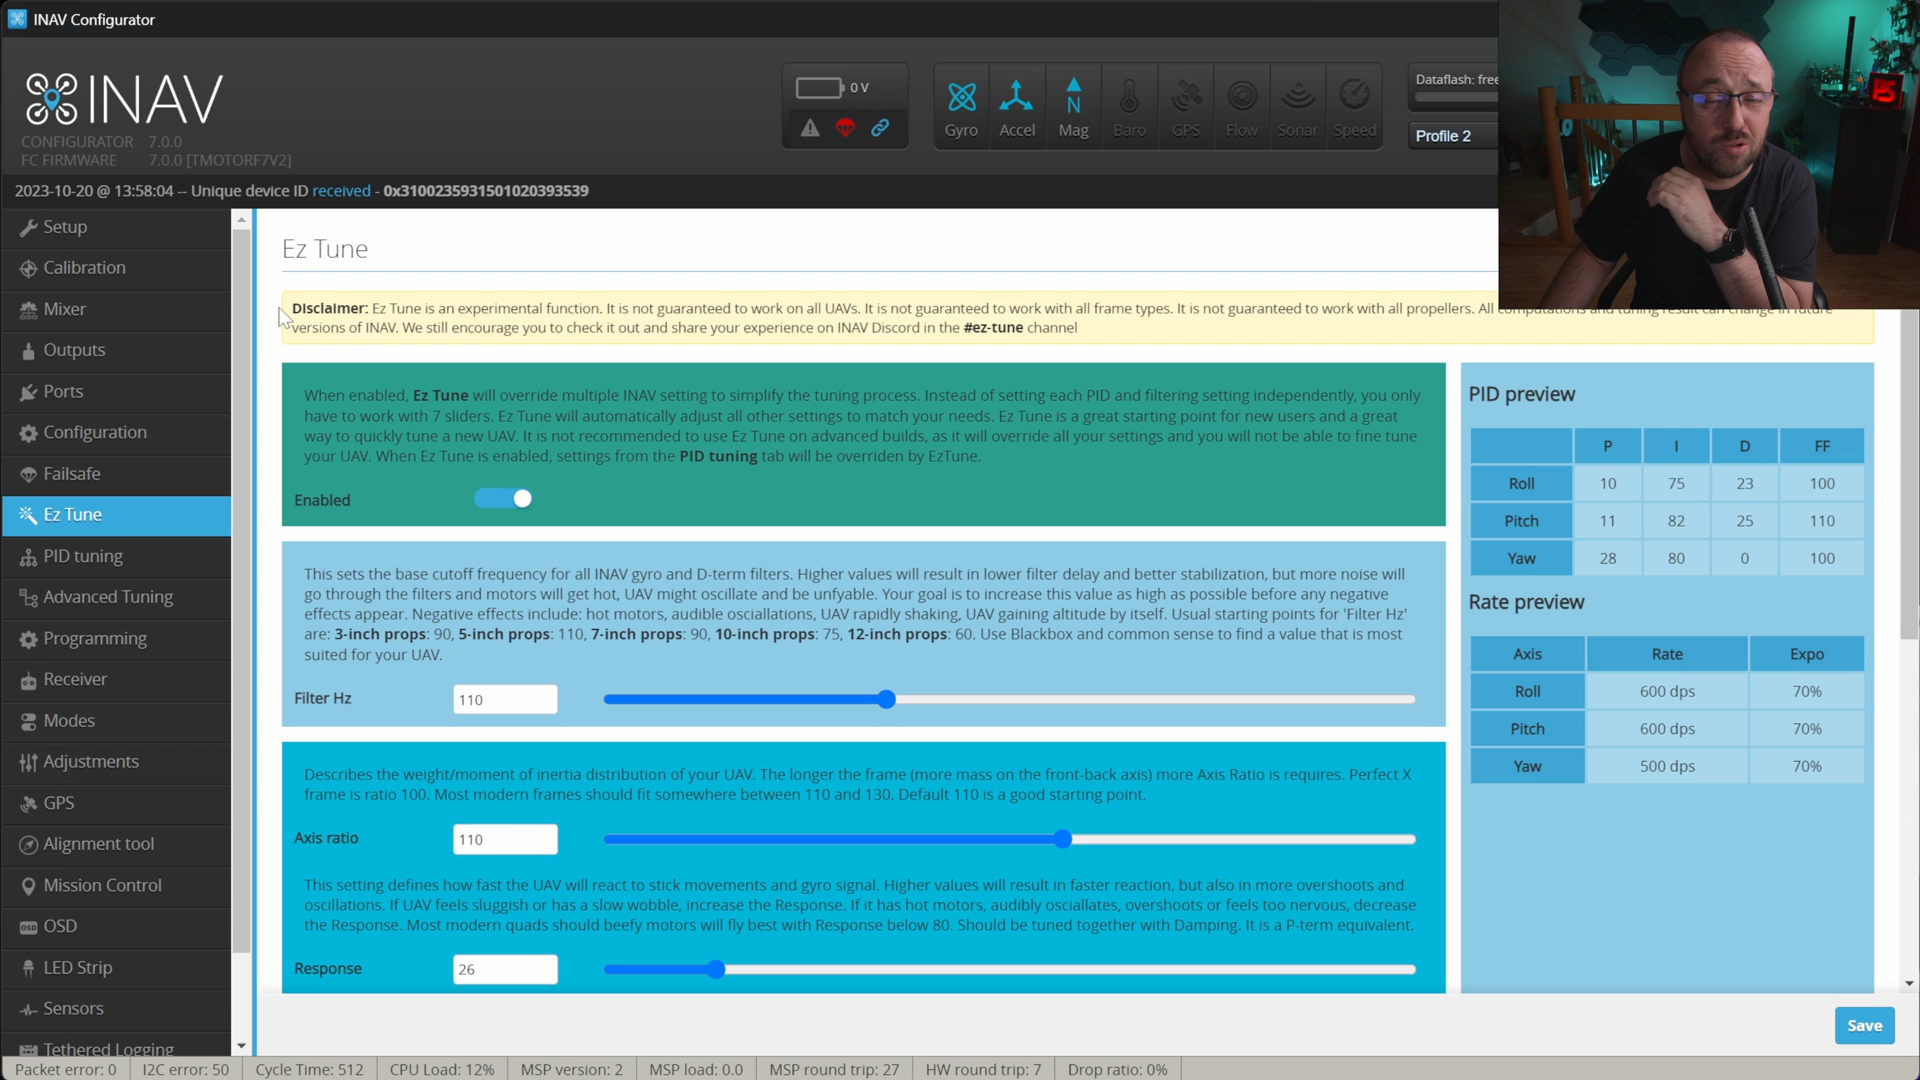 INAV Configurator
INAV
CONFIGURATOR 7.0.0
FC FIRMWARE 7.0.0 [TMOTORF7V2]
0 V
Gyro
Accel
N
Mag
Baro
GPS
Flow
Sonar
Speed
Dataflash: free
Profile 2
2023-10-20 @ 13:58:04 -- Unique device ID received - 0x3100235931501020393539
Setup
Calibration
Mixer
Outputs
Ports
Configuration
Failsafe
Ez Tune
PID tuning
Advanced Tuning
Programming
Receiver
Modes
Adjustments
GPS
Alignment tool
Mission Control
OSD
OSD
LED Strip
Sensors
Tethered Logging
Ez Tune
Disclaimer: Ez Tune is an experimental function. It is not guaranteed to work on all UAVs. It is not guaranteed to work with all frame types. It is not guaranteed to work with all propellers. All computations and tuning result can change in future
versions of INAV. We still encourage you to check it out and share your experience on INAV Discord in the #ez-tune channel
When enabled, Ez Tune will override multiple INAV setting to simplify the tuning process. Instead of setting each PID and filtering setting independently, you only
have to work with 7 sliders. Ez Tune will automatically adjust all other settings to match your needs. Ez Tune is a great starting point for new users and a great
way to quickly tune a new UAV. It is not recommended to use Ez Tune on advanced builds, as it will override all your settings and you will not be able to fine tune
your UAV. When Ez Tune is enabled, settings from the PID tuning tab will be overriden by EzTune.
Enabled
This sets the base cutoff frequency for all INAV gyro and D-term filters. Higher values will result in lower filter delay and better stabilization, but more noise will
go through the filters and motors will get hot, UAV might oscillate and be unfyable. Your goal is to increase this value as high as possible before any negative
effects appear. Negative effects include: hot motors, audible osciallations, UAV rapidly shaking, UAV gaining altitude by itself. Usual starting points for 'Filter Hz'
are: 3-inch props: 90, 5-inch props: 110, 7-inch props: 90, 10-inch props: 75, 12-inch props: 60. Use Blackbox and common sense to find a value that is most
suited for your UAV.
Filter Hz 110
Describes the weight/moment of inertia distribution of your UAV. The longer the frame (more mass on the front-back axis) more Axis Ratio is requires. Perfect X
frame is ratio 100. Most modern frames should fit somewhere between 110 and 130. Default 110 is a good starting point.
Axis ratio 110
This setting defines how fast the UAV will react to stick movements and gyro signal. Higher values will result in faster reaction, but also in more overshoots and
oscillations. If UAV feels sluggish or has a slow wobble, increase the Response. If it has hot motors, audibly osciallates, overshoots or feels too nervous, decrease
the Response. Most modern quads should beefy motors will fly best with Response below 80. Should be tuned together with Damping. It is a P-term equivalent.
Response 26
PID preview
P I D FF
Roll 10 75 23 100
Pitch 11 82 25 110
Yaw 28 80 0 100
Rate preview
Axis Rate Expo
Roll 600 dps 70%
Pitch 600 dps 70%
Yaw 500 dps 70%
Save
Packet error: 0 I2C error: 50 Cycle Time: 512 CPU Load: 12% MSP version: 2 MSP load: 0.0 MSP round trip: 27 HW round trip: 7 Drop ratio: 0%